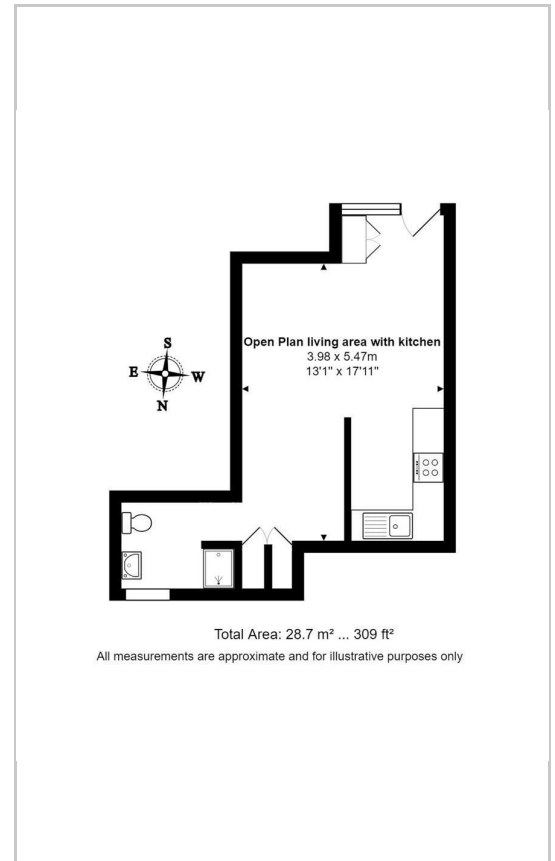 Open Plan living area with kitchen
3.98 x 5.47m
13'1" x 17'11"
S
E
W
N
Total Area: 28.7 m² ... 309 ft²
All measurements are approximate and for illustrative purposes only